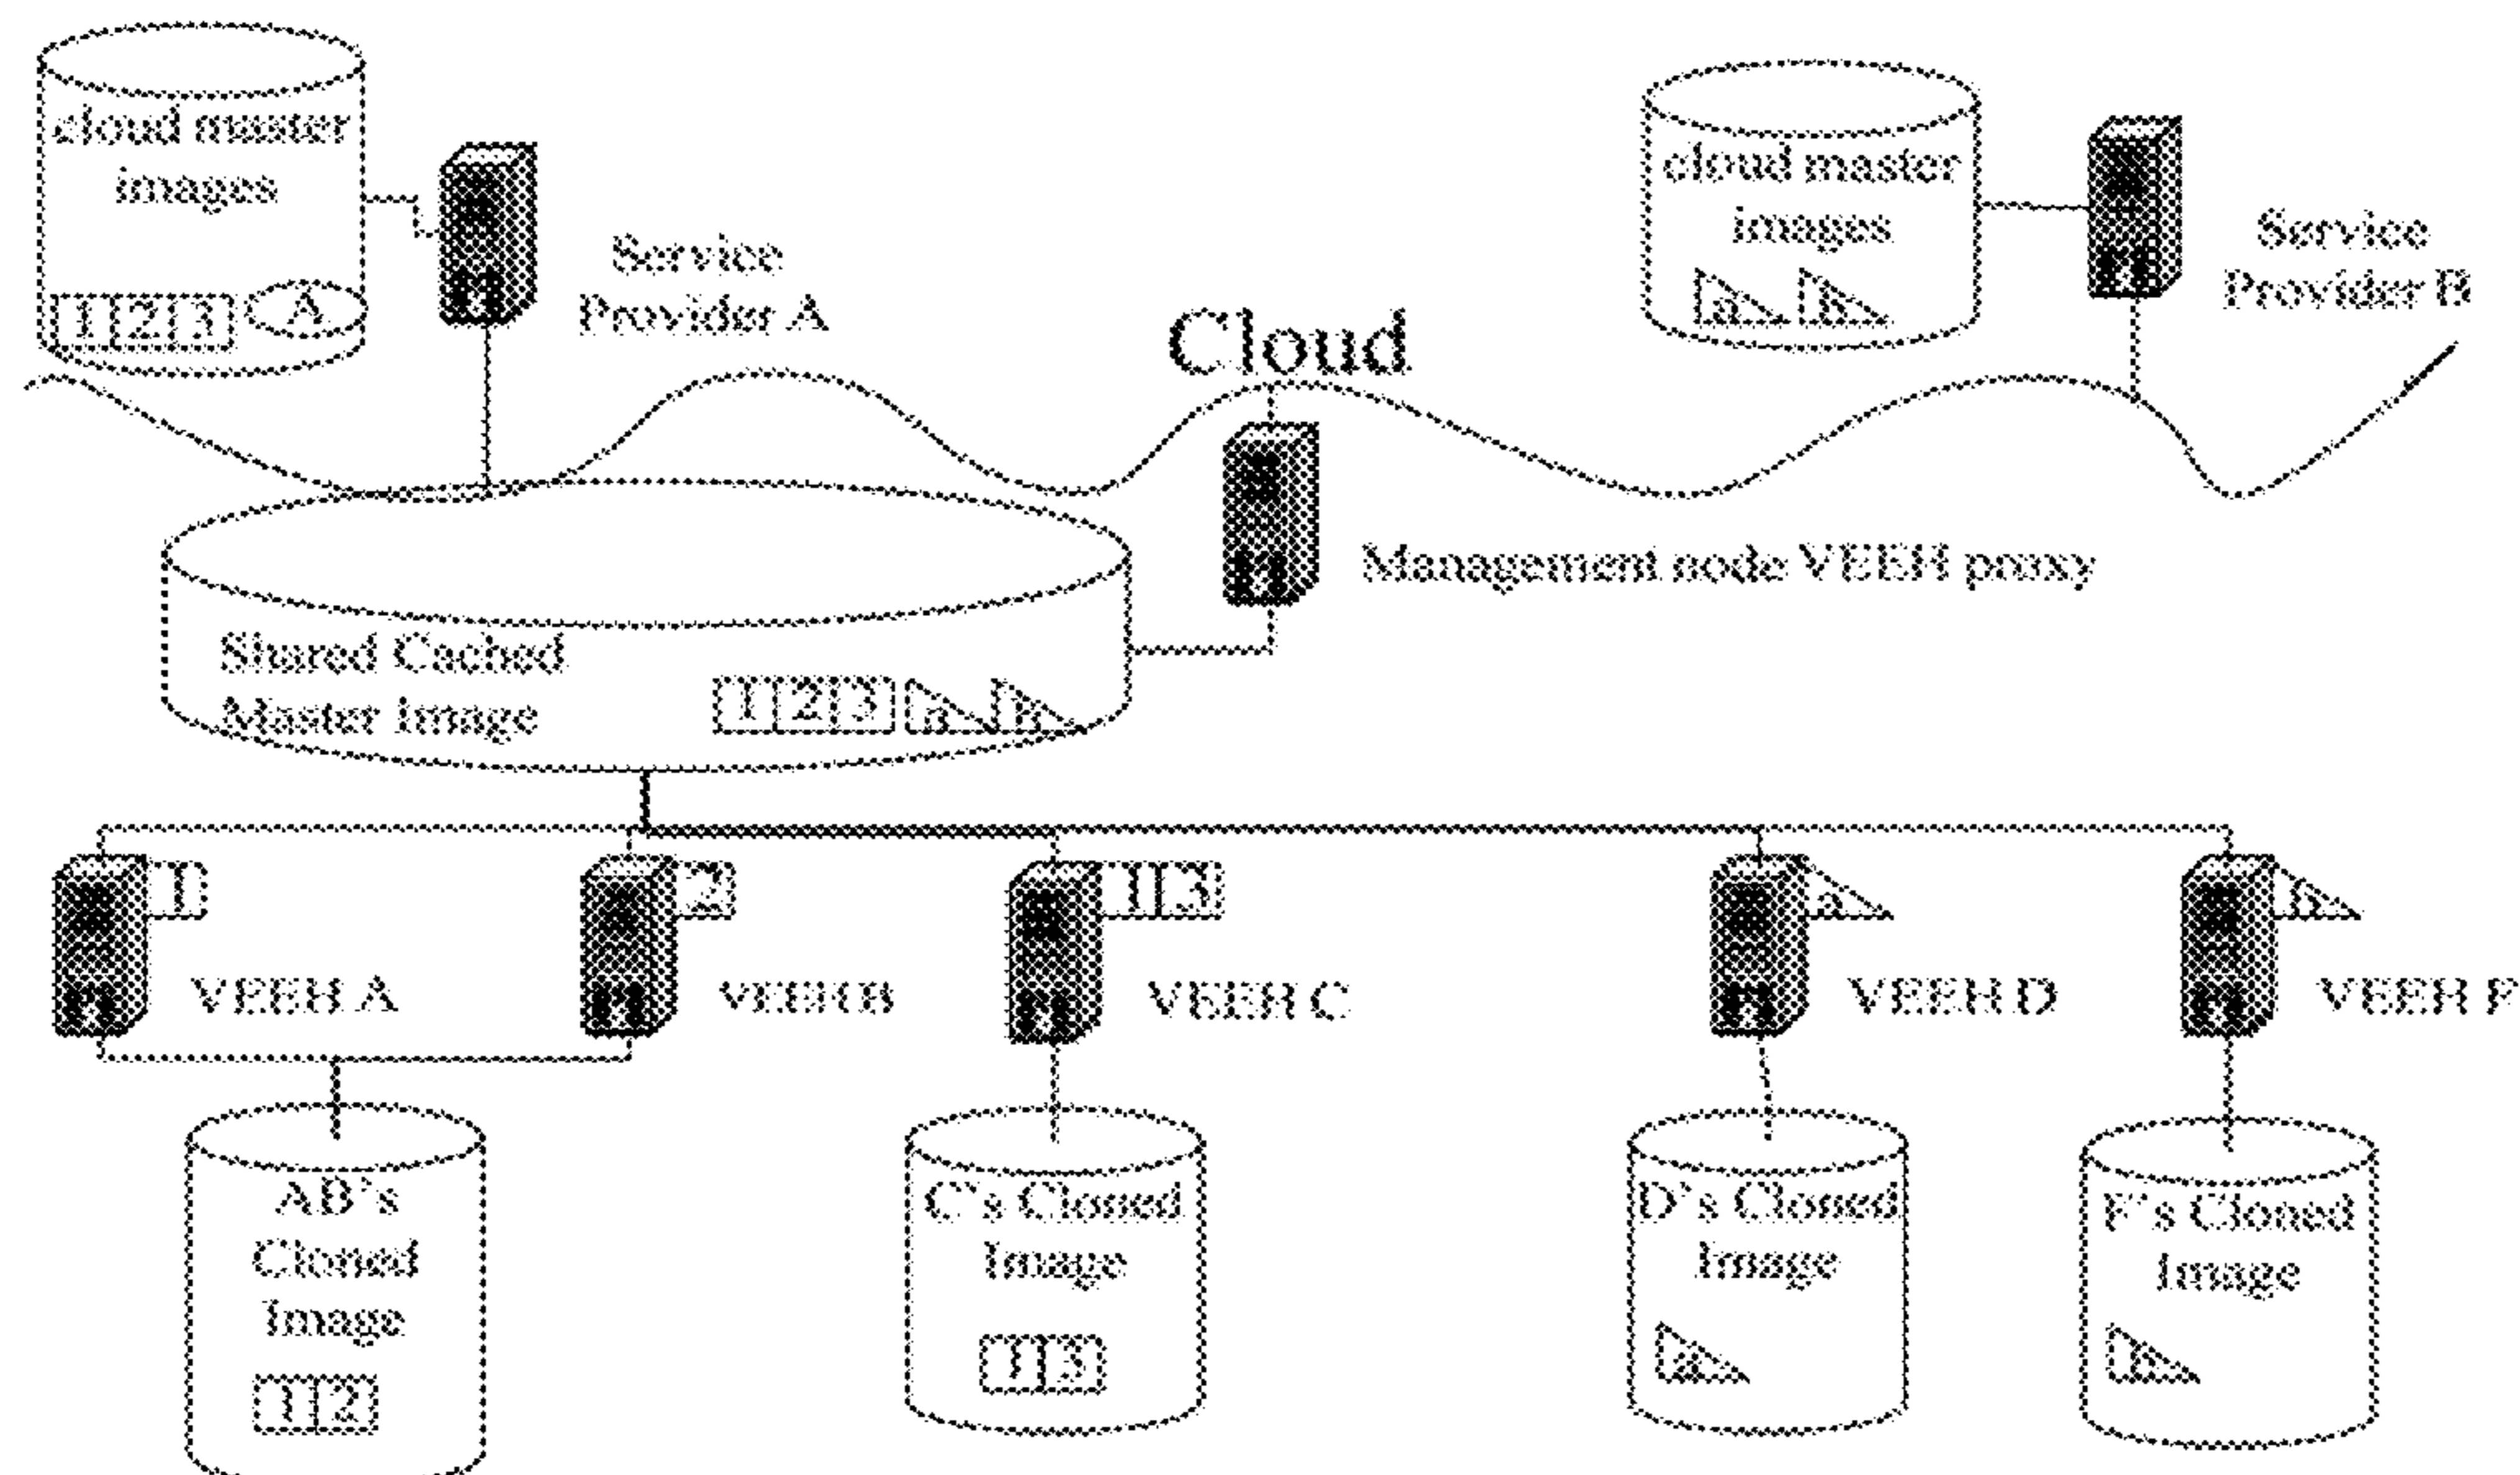 cloud master
images
1 2 3 A
Service
Provider A
cloud master
images
a b
Service
Provider B
Cloud
Management node VEEH proxy
Shared Cached
Master Image
1 2 3 a b
1
2
1 3
a
b
VEEH A
VEEH B
VEEH C
VEEH D
VEEH F
AB's
Cloned
Image
1 2
C's Cloned
Image
1 3
D's Cloned
Image
a
F's Cloned
Image
b